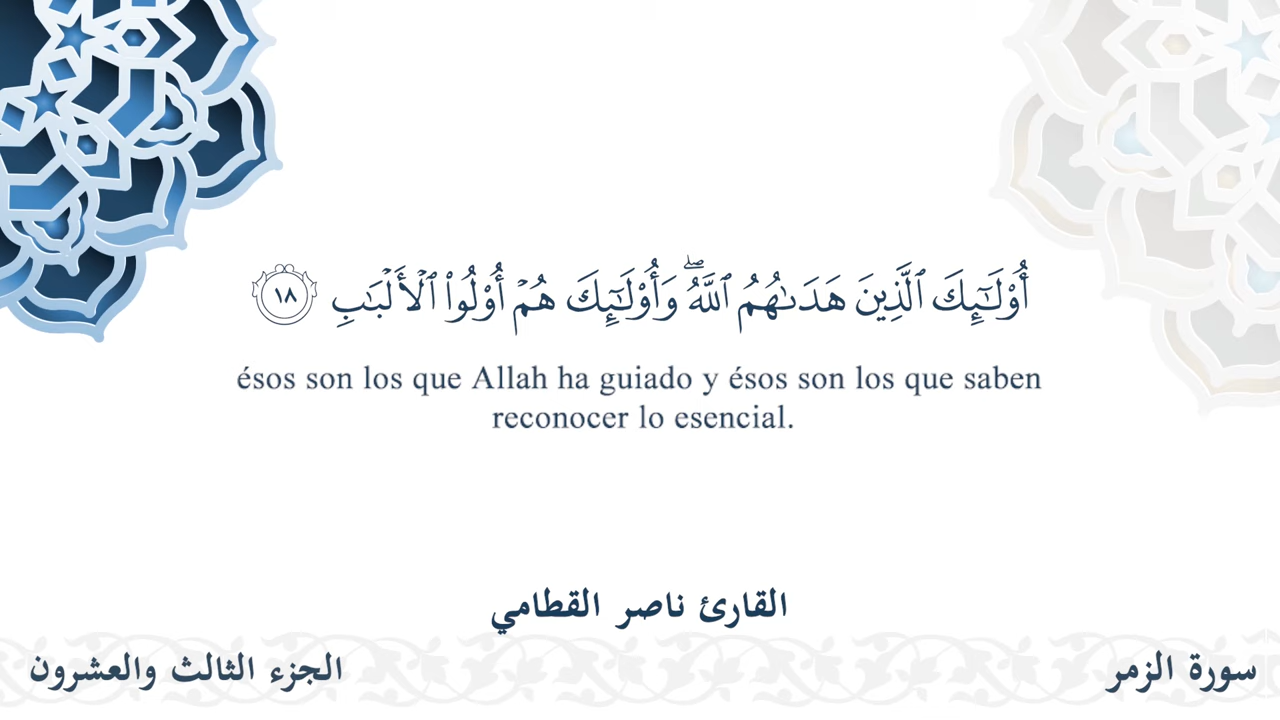 أُوْلَـٰٓئِكَ ٱلَّذِينَ هَدَىٰهُمُ ٱللَّهُۖ وَأُوْلَـٰٓئِكَ هُمۡ أُوْلُواْ ٱلۡأَلۡبَٰبِ ١٨
ésos son los que Allah ha guiado y ésos son los que saben
reconocer lo esencial.
القارئ ناصر القطامي
سورة الزمر
الجزء الثالث والعشرون